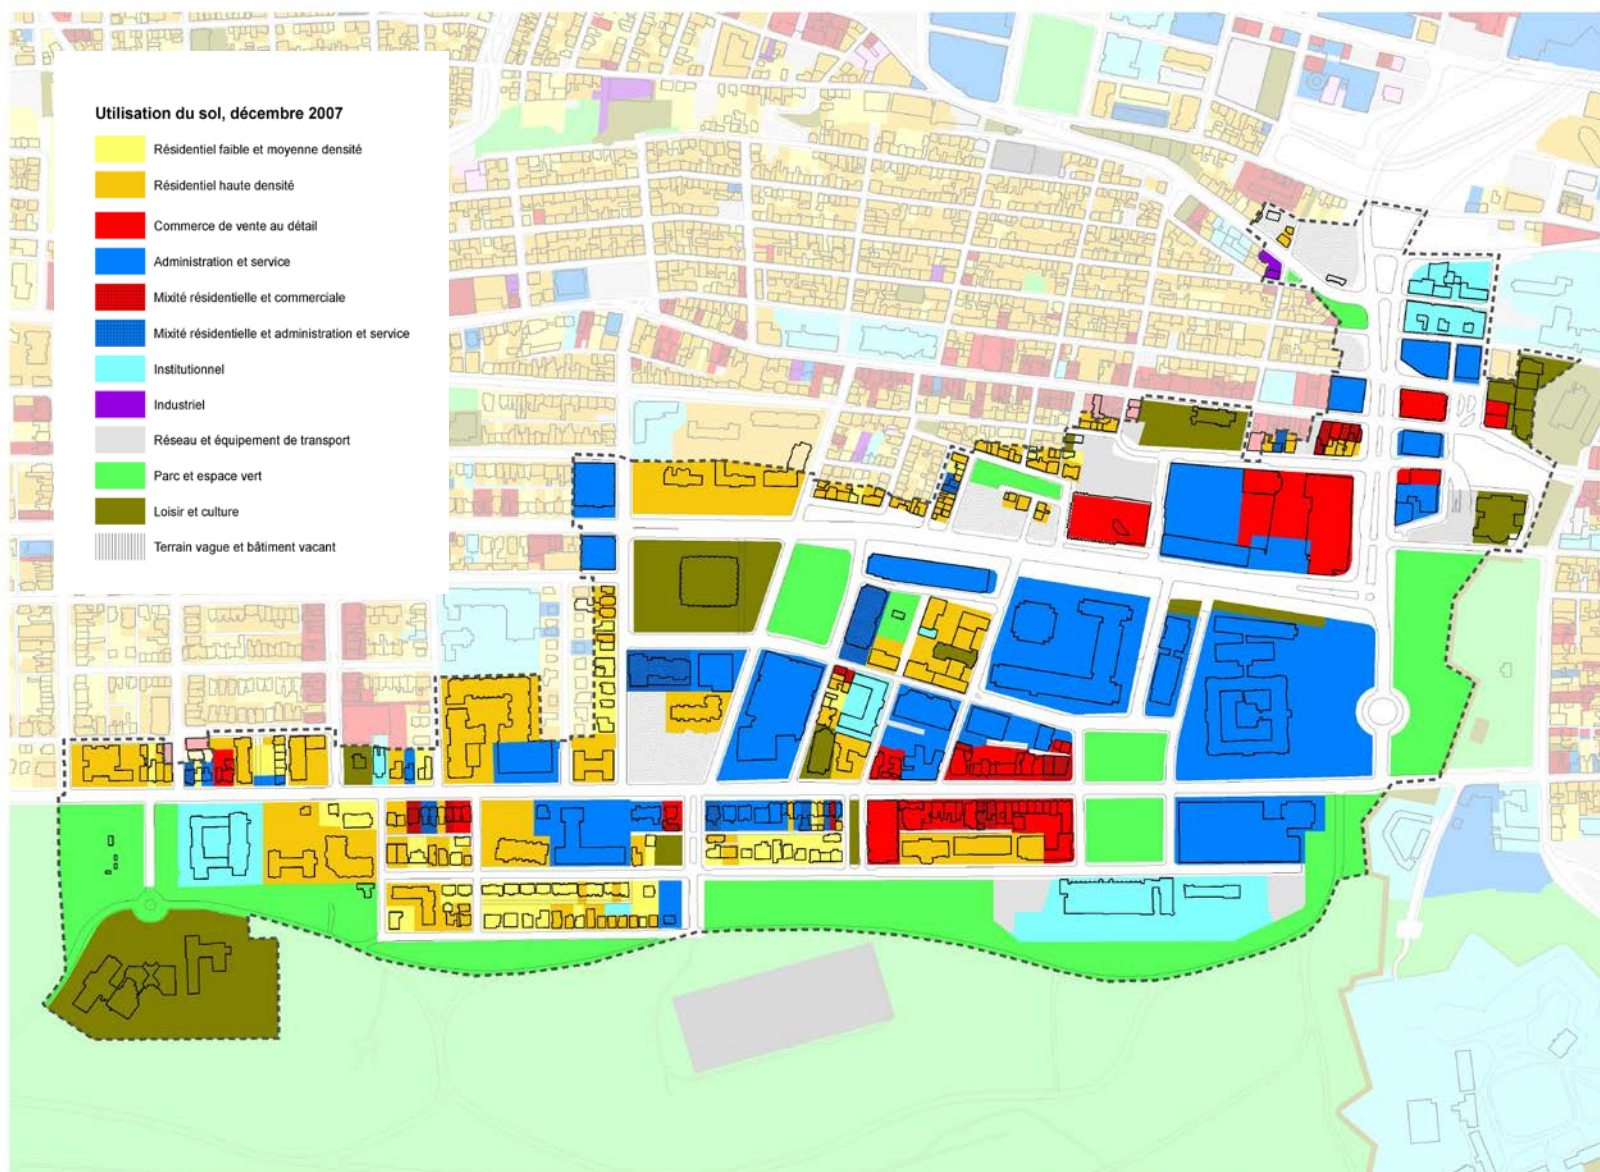 Utilisation du sol, décembre 2007
Résidentiel faible et moyenne densité
Résidentiel haute densité
Commerce de vente au détail
Administration et service
Mixité résidentielle et commerciale
Mixité résidentielle et administration et service
Institutionnel
Industriel
Réseau et équipement de transport
Parc et espace vert
Loisir et culture
Terrain vague et bâtiment vacant